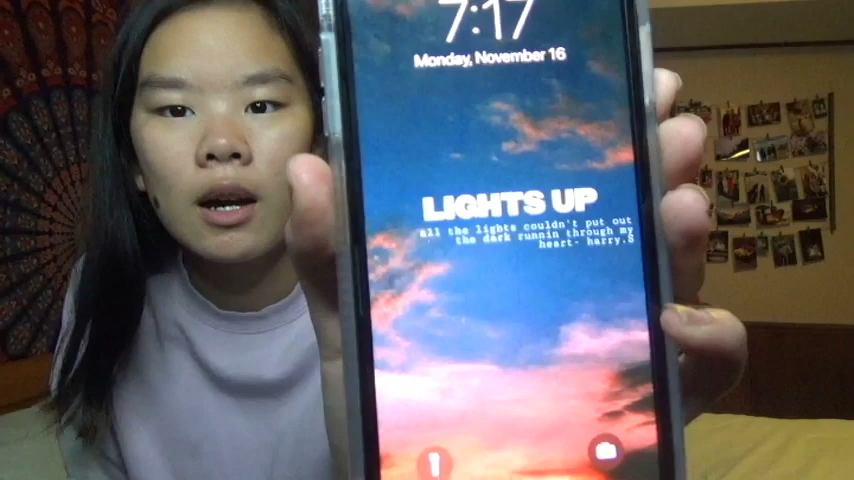 7:17
Monday, November 16
LIGHTS UP
all the lights couldn't put out
the dark runnin through my
heart- harry.S